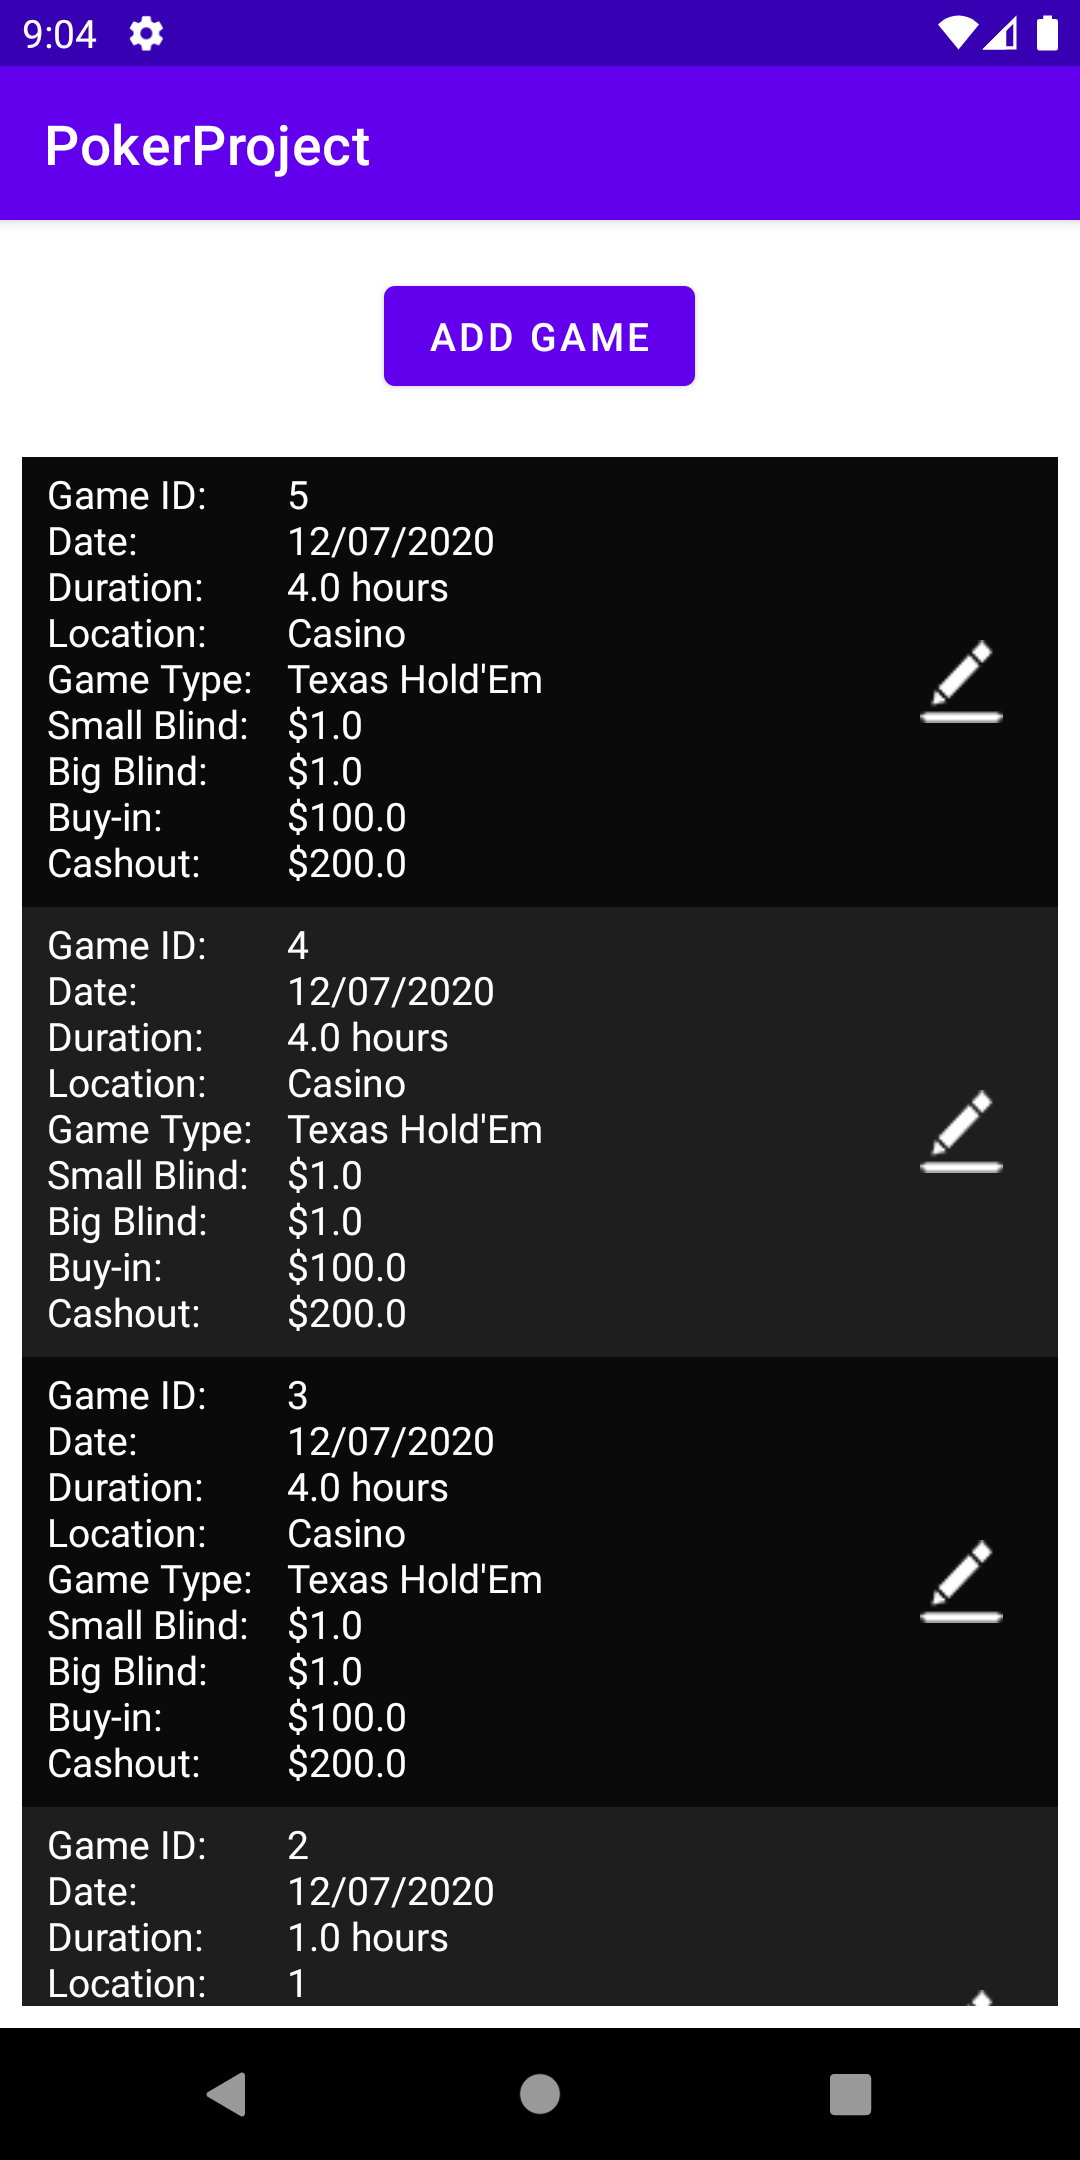 9:04
PokerProject
ADD GAME
Game ID: 5
Date: 12/07/2020
Duration: 4.0 hours
Location: Casino
Game Type: Texas Hold'Em
Small Blind: $1.0
Big Blind: $1.0
Buy-in: $100.0
Cashout: $200.0
Game ID: 4
Date: 12/07/2020
Duration: 4.0 hours
Location: Casino
Game Type: Texas Hold'Em
Small Blind: $1.0
Big Blind: $1.0
Buy-in: $100.0
Cashout: $200.0
Game ID: 3
Date: 12/07/2020
Duration: 4.0 hours
Location: Casino
Game Type: Texas Hold'Em
Small Blind: $1.0
Big Blind: $1.0
Buy-in: $100.0
Cashout: $200.0
Game ID: 2
Date: 12/07/2020
Duration: 1.0 hours
Location: 1